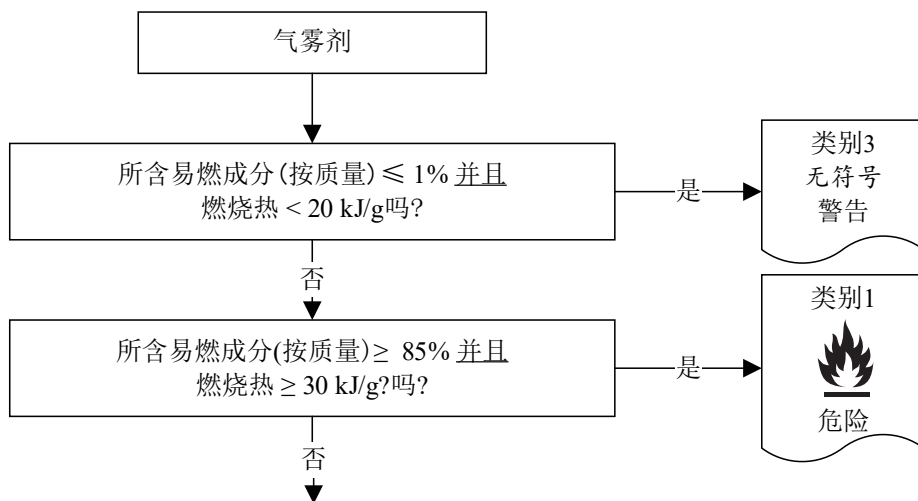 气雾剂
所含易燃成分(按质量)≤ 1% 并且
燃烧热 < 20 kJ/g吗?
是
类别3
无符号
警告
否
所含易燃成分(按质量)≥ 85% 并且
燃烧热 ≥ 30 kJ/g?吗?
是
类别1
危险
否